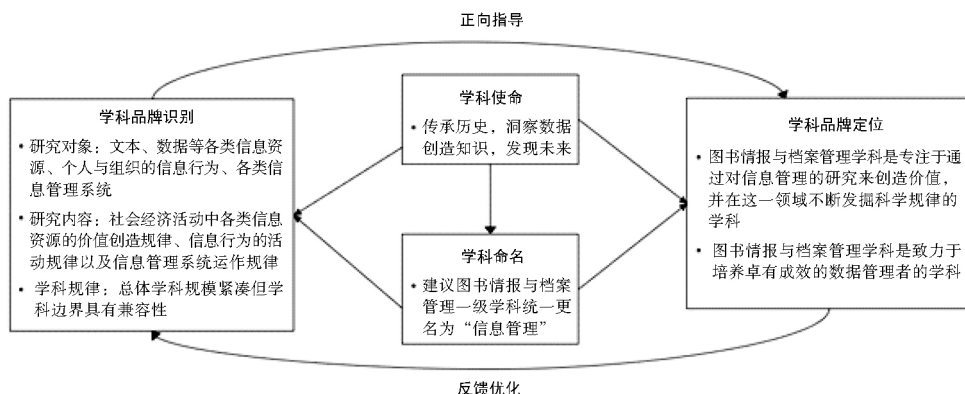 正向指导
学科品牌识别
• 研究对象：文本、数据等各类信息资
源、个人与组织的信息行为、各类信
息管理系统
• 研究内容：社会经济活动中各类信息
资源的价值创造规律、信息行为的活
动规律以及信息管理系统运作规律
• 学科规律：总体学科规模紧凑但学
科边界具有兼容性
学科使命
• 传承历史，洞察数据
创造知识，发现未来
学科命名
• 建议图书情报与档案
管理一级学科统一更
名为“信息管理”
学科品牌定位
• 图书情报与档案管理学科是专注于通
过对信息管理的研究来创造价值，
并在这一领域不断发掘科学规律的
学科
• 图书情报与档案管理学科是致力于
培养卓有成效的数据管理者的学科
反馈优化